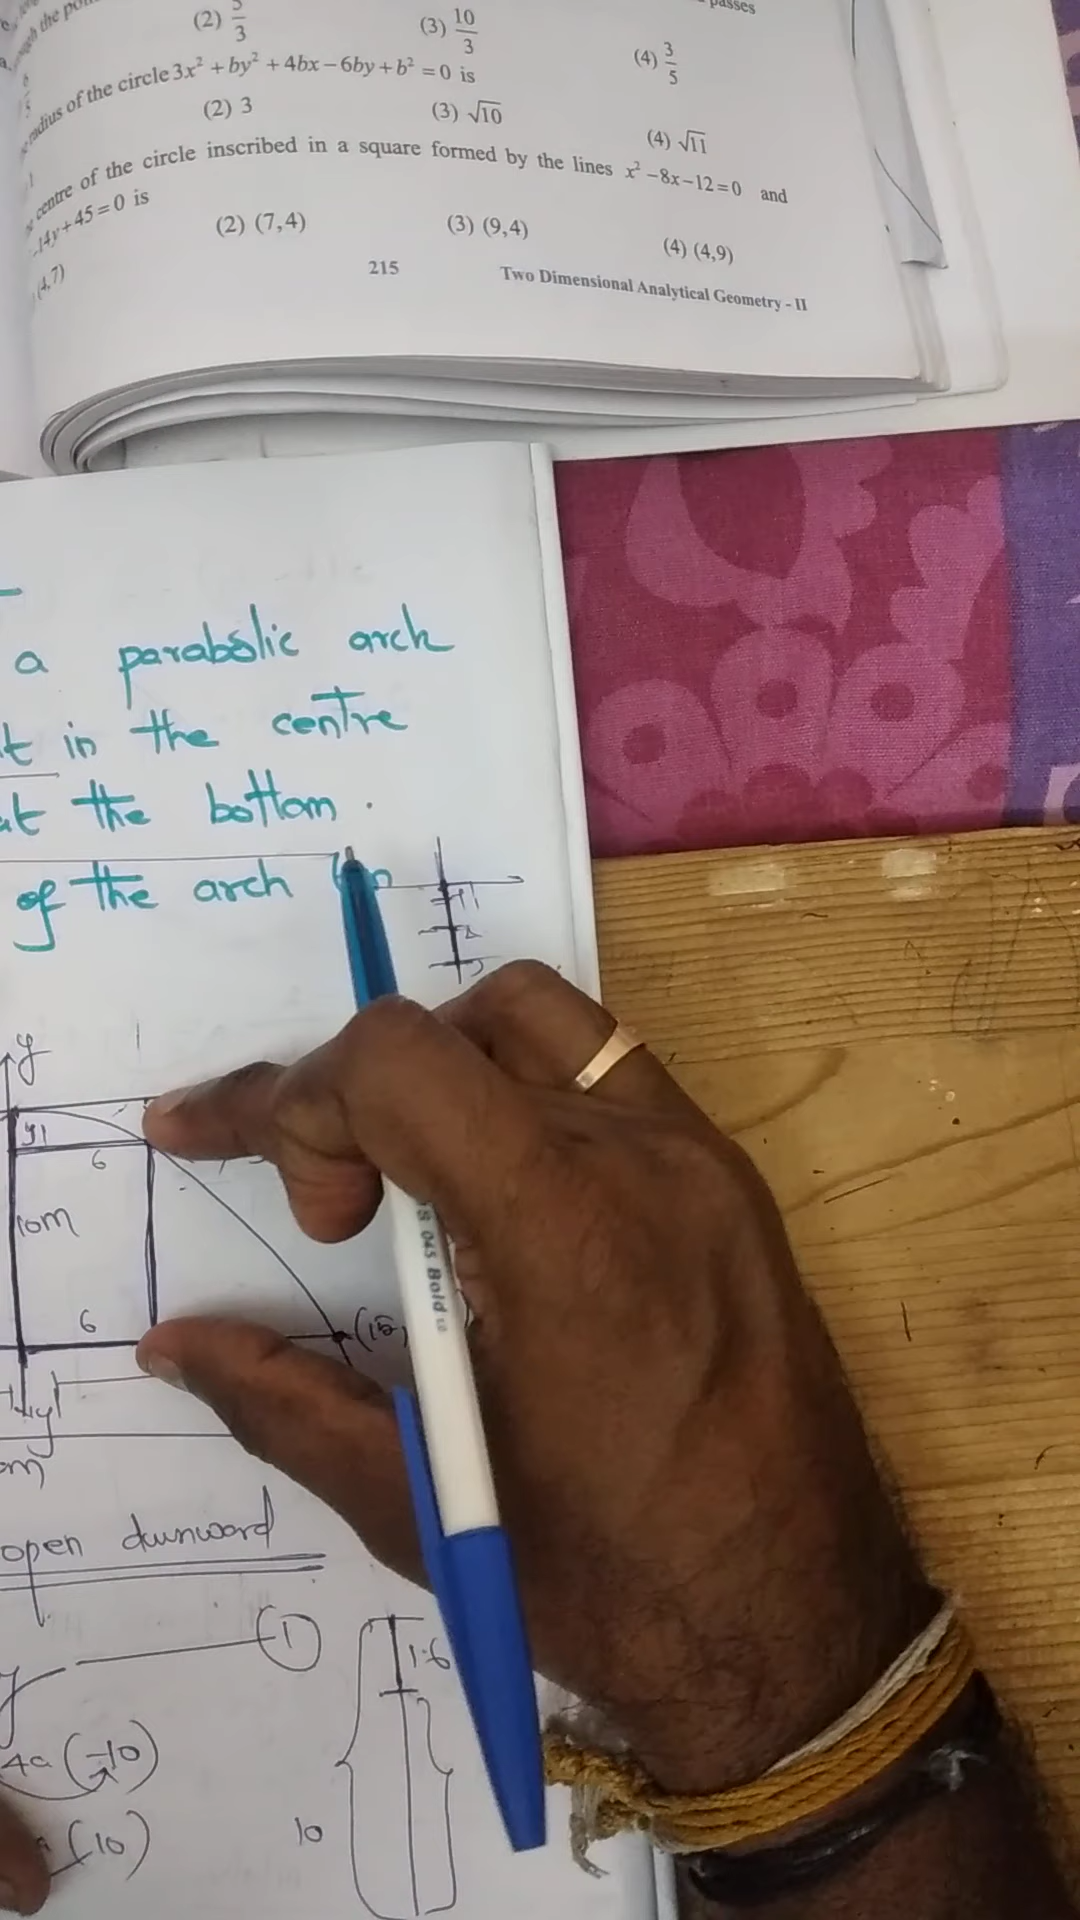 (2) 5/3 (3) 10/3 (4) 3/5
passes
radius of the circle 3x² + by² + 4bx − 6by + b² = 0 is
(2) 3 (3) √10 (4) √11
centre of the circle inscribed in a square formed by the lines x² − 8x − 12 = 0 and
−14y + 45 = 0 is
(4,7) (2) (7,4) (3) (9,4) (4) (4,9)
215 Two Dimensional Analytical Geometry - II
a parabolic arch
in the centre
the bottom.
of the arch
y
y1
6
10m
6
(15,
y1
open dunward
1
1.6
4a (-10)
(10)
10
045 Bold